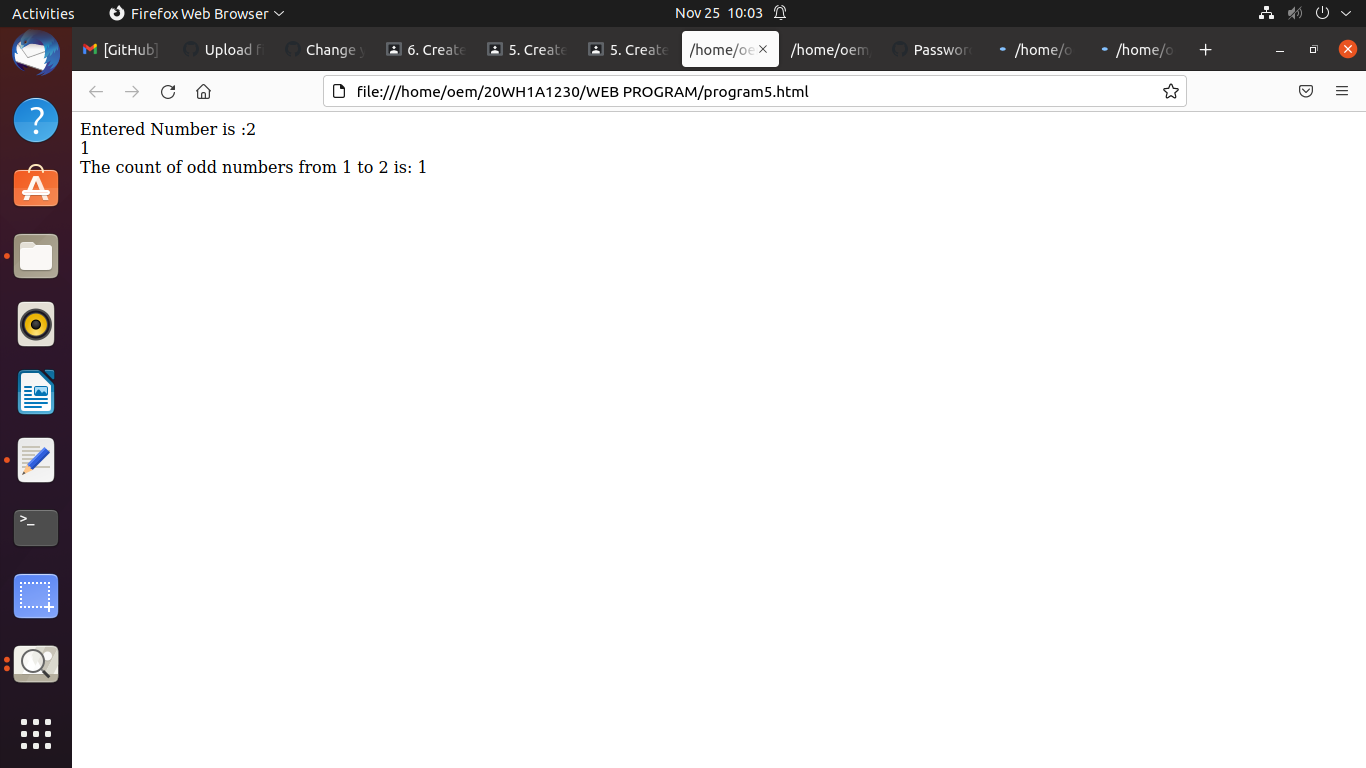 Activities Firefox Web Browser Nov 25 10:03
[GitHub] Upload fi Change y 6. Create 5. Create 5. Create /home/oe /home/oem Password /home/o /home/o
file:///home/oem/20WH1A1230/WEB PROGRAM/program5.html
Entered Number is :2
1
The count of odd numbers from 1 to 2 is: 1